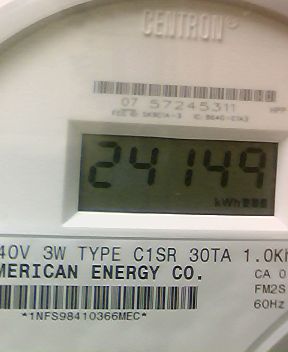 CENTRON®
07 57245311
24149
kWh
40V 3W TYPE C1SR 30TA 1.0Kh
MERICAN ENERGY CO.
CA 0
FM2S
60Hz
*1NFS98410366MEC*